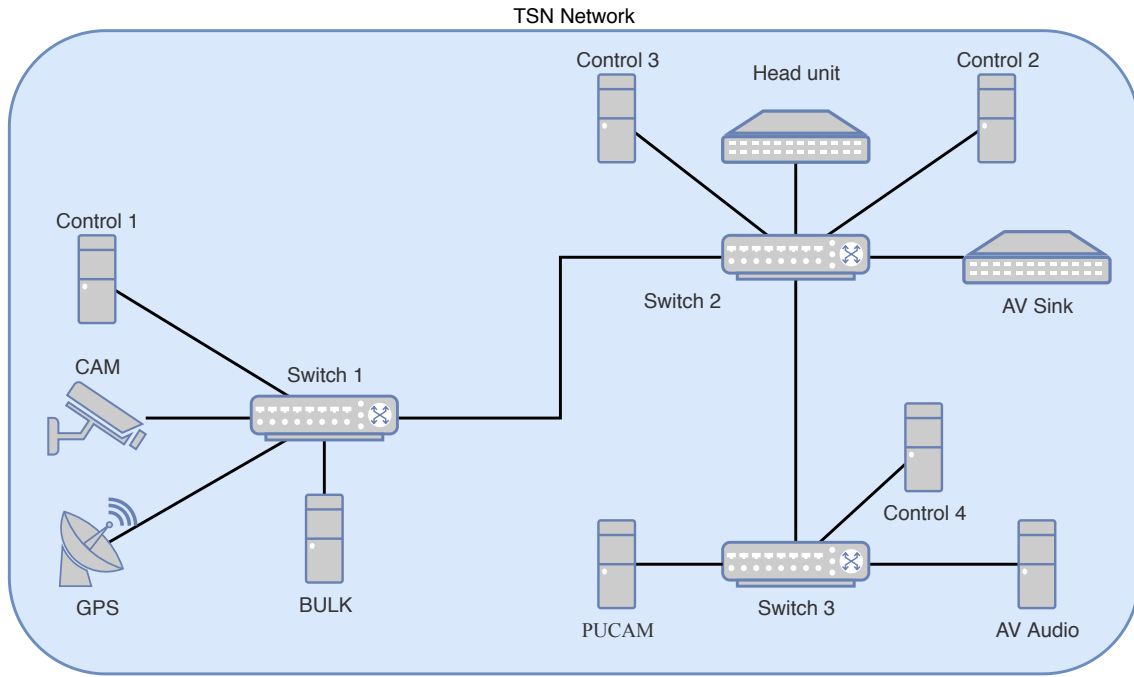 TSN Network
Control 3
Head unit
Control 2
Control 1
Switch 2
AV Sink
CAM
Switch 1
Control 4
GPS
BULK
PUCAM
Switch 3
AV Audio